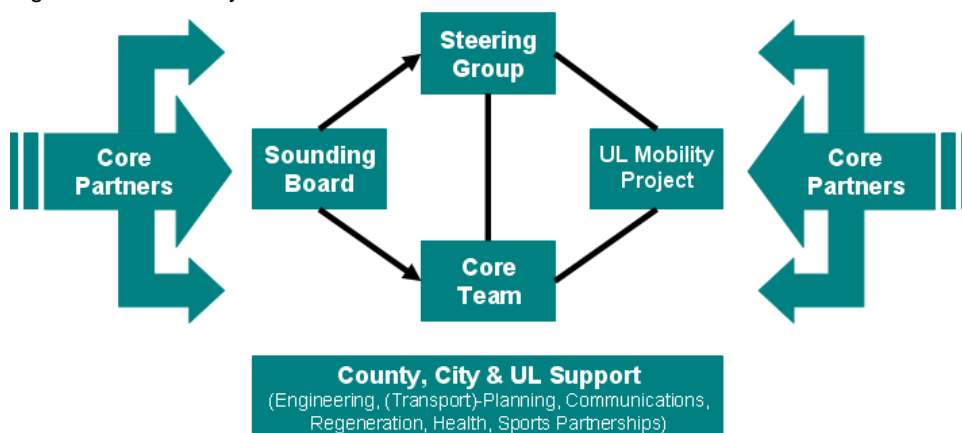 Steering
Group
Core
Partners
Sounding
Board
UL Mobility
Project
Core
Partners
Core
Team
County, City & UL Support
(Engineering, (Transport)-Planning, Communications,
Regeneration, Health, Sports Partnerships)